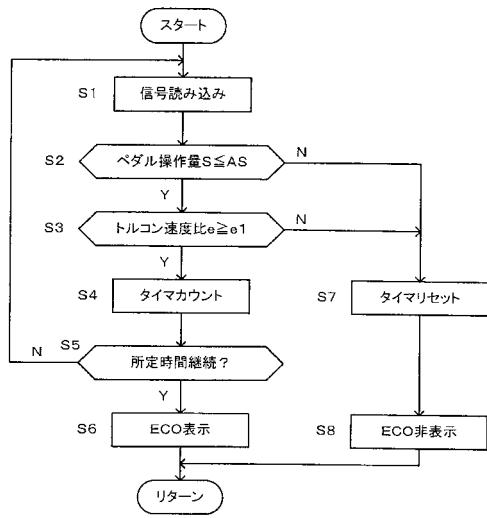 スタート
S1
信号読み込み
S2
ペダル操作量S≦AS
N
Y
S3
トルコン速度比e≧e1
N
Y
S4
タイマカウント
S7
タイマリセット
S5
N
所定時間継続?
Y
S6
ECO表示
S8
ECO非表示
リターン